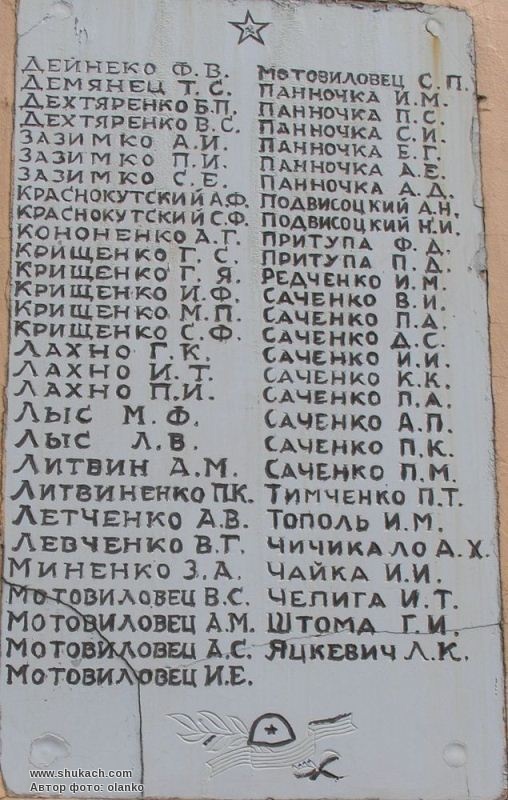 ДЕЙНЕКО Ф.В.
ДЕМЯНЕЦ Т.С.
ДЕХТЯРЕНКО Б.П.
ДЕХТЯРЕНКО В.С.
ЗАЗИМКО А.И.
ЗАЗИМКО П.И.
ЗАЗИМКО С.Е.
КРАСНОКУТСКИЙ А.Ф.
КРАСНОКУТСКИЙ С.Ф.
КОНОНЕНКО А.Г.
КРИЩЕНКО Г.С.
КРИЩЕНКО Г.Я.
КРИЩЕНКО И.Ф.
КРИЩЕНКО М.П.
КРИЩЕНКО С.Ф.
ЛАХНО Г.К.
ЛАХНО И.Т.
ЛАХНО П.И.
ЛЫС М.Ф.
ЛЫС Л.В.
ЛИТВИН А.М.
ЛИТВИНЕНКО П.К.
ЛЕТЧЕНКО А.В.
ЛЕВЧЕНКО В.Г.
МИНЕНКО З.А.
МОТОВИЛОВЕЦ В.С.
МОТОВИЛОВЕЦ А.М.
МОТОВИЛОВЕЦ А.С.
МОТОВИЛОВЕЦ И.Е.
МОТОВИЛОВЕЦ С.П.
ПАННОЧКА И.М.
ПАННОЧКА П.С.
ПАННОЧКА С.И.
ПАННОЧКА Е.Г.
ПАННОЧКА А.Е.
ПАННОЧКА А.Д.
ПОДВИСОЦКИЙ А.Н.
ПОДВИСОЦКИЙ Н.И.
ПРИТУПА Ф.Д.
ПРИТУПА П.Д.
РЕДЧЕНКО И.М.
САЧЕНКО В.И.
САЧЕНКО П.А.
САЧЕНКО Д.С.
САЧЕНКО И.И.
САЧЕНКО К.К.
САЧЕНКО П.А.
САЧЕНКО А.П.
САЧЕНКО П.К.
САЧЕНКО П.М.
ТИМЧЕНКО П.Т.
ТОПОЛЬ И.М.
ЧИЧИКАЛО А.Х.
ЧАЙКА И.И.
ЧЕПИГА И.Т.
ШТОМА Г.И.
ЯЦКЕВИЧ Л.К.
www.shukach.com
Автор фото: olanko